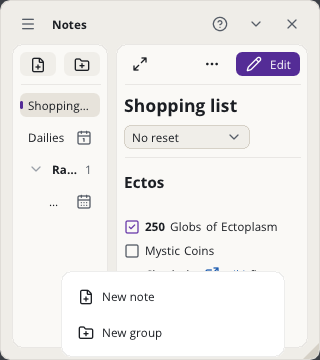 Notes
Edit
Shopping...
Dailies
Ra... 1
...
Shopping list
No reset
Ectos
250 Globs of Ectoplasm
Mystic Coins
New note
New group